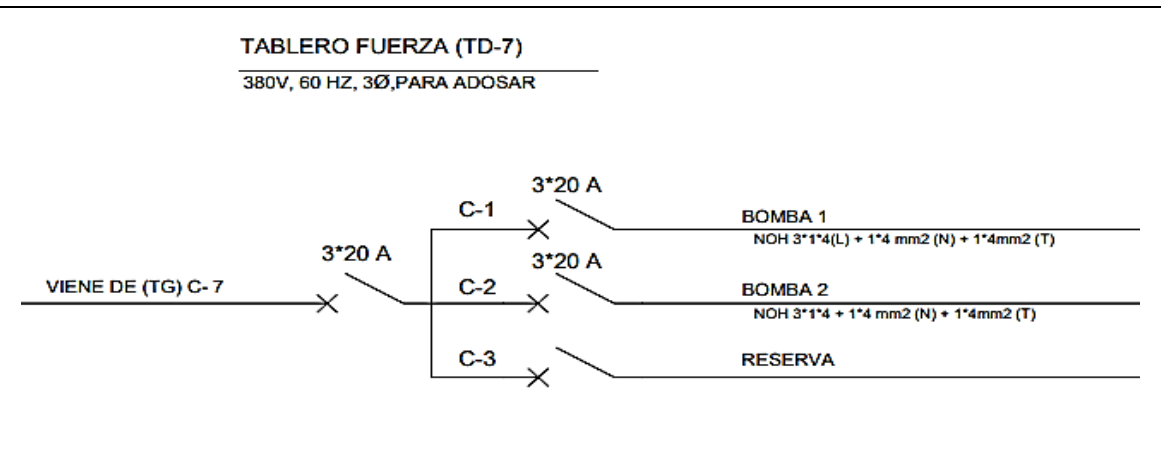 TABLERO FUERZA (TD-7)
380V, 60 HZ, 3Ø,PARA ADOSAR
3*20 A
C-1
BOMBA 1
NOH 3*1*4(L) + 1*4 mm2 (N) + 1*4mm2 (T)
3*20 A
3*20 A
VIENE DE (TG) C- 7
C-2
BOMBA 2
NOH 3*1*4 + 1*4 mm2 (N) + 1*4mm2 (T)
C-3
RESERVA